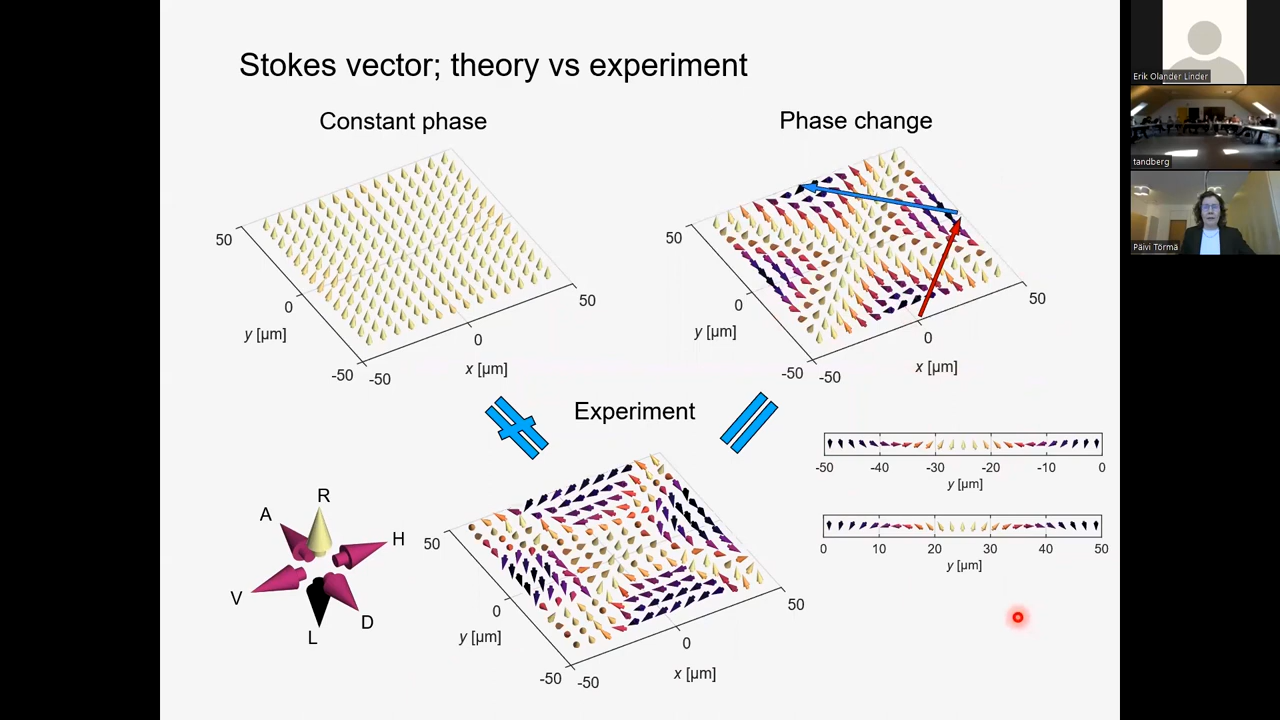 Stokes vector; theory vs experiment
Constant phase
50
0
y [µm]
-50
-50
0
50
x [µm]
Phase change
50
0
y [µm]
-50
-50
0
50
x [µm]
Experiment
50
0
y [µm]
-50
-50
0
50
x [µm]
R
A
H
V
L
D
-50 -40 -30 -20 -10 0
y [µm]
0 10 20 30 40 50
y [µm]
Erik Olander Linder
tandberg
Päivi Törmä